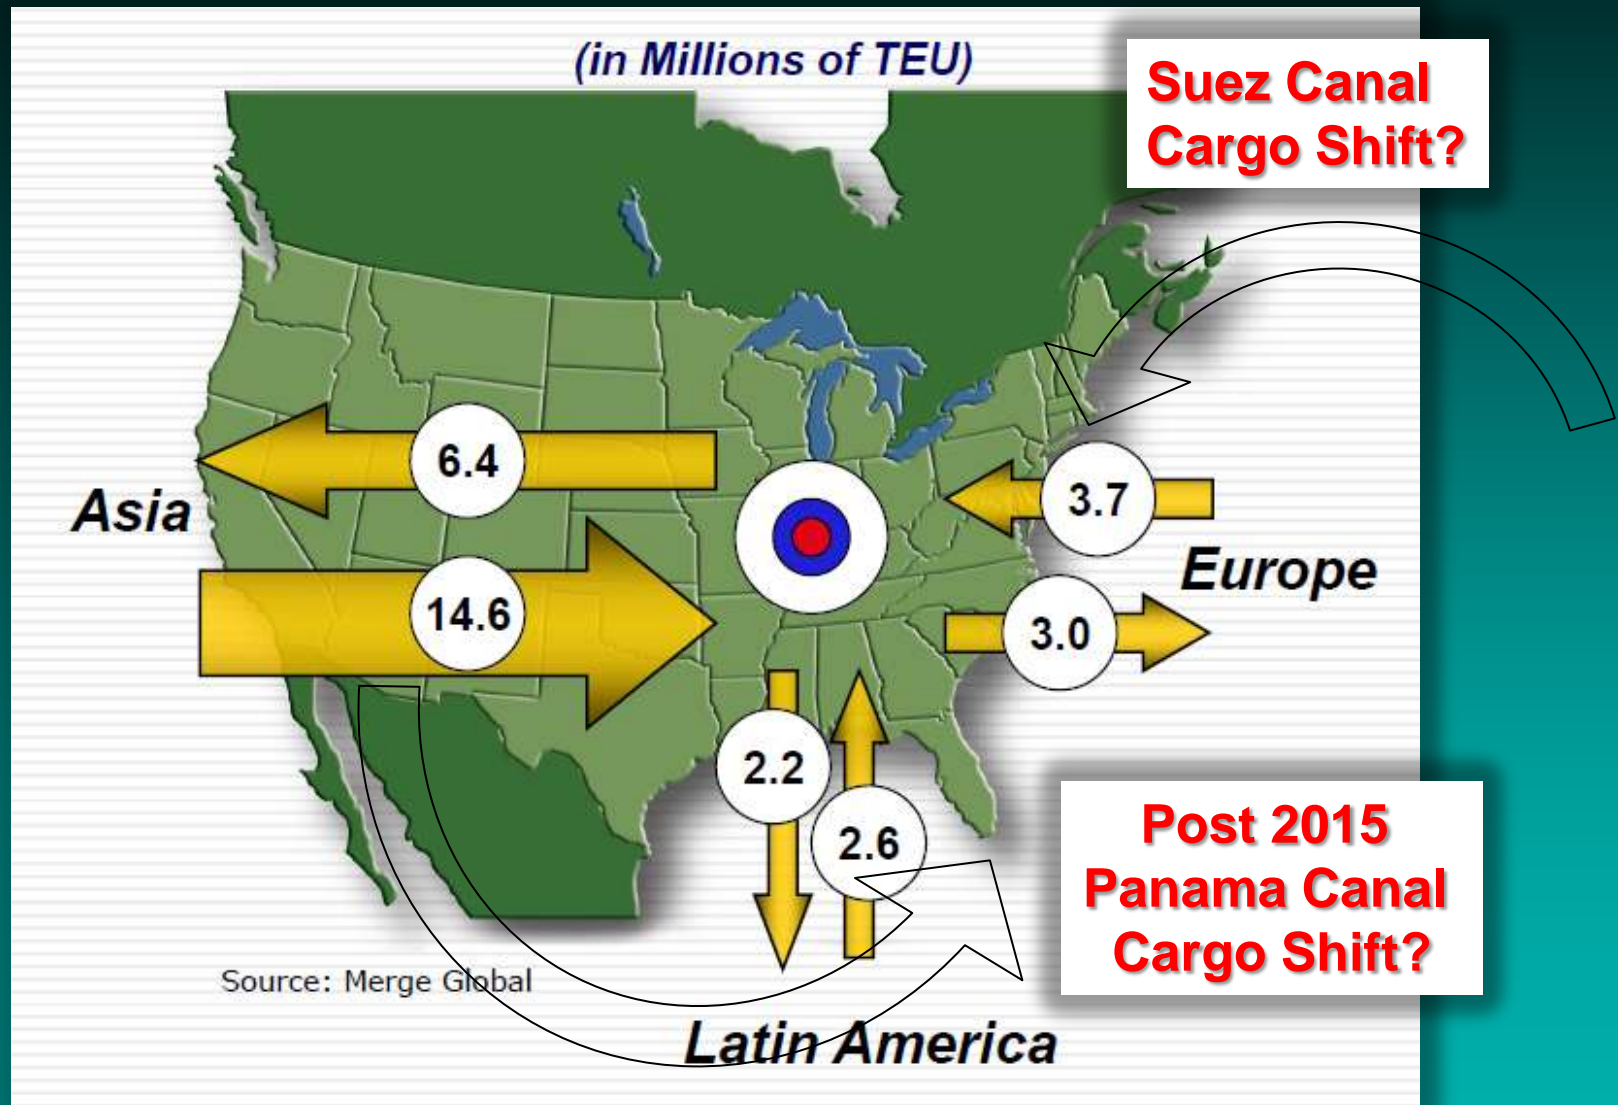 (in Millions of TEU)
Suez Canal
Cargo Shift?
6.4
Asia
3.7
Europe
14.6
3.0
2.2
2.6
Post 2015
Panama Canal
Cargo Shift?
Source: Merge Global
Latin America